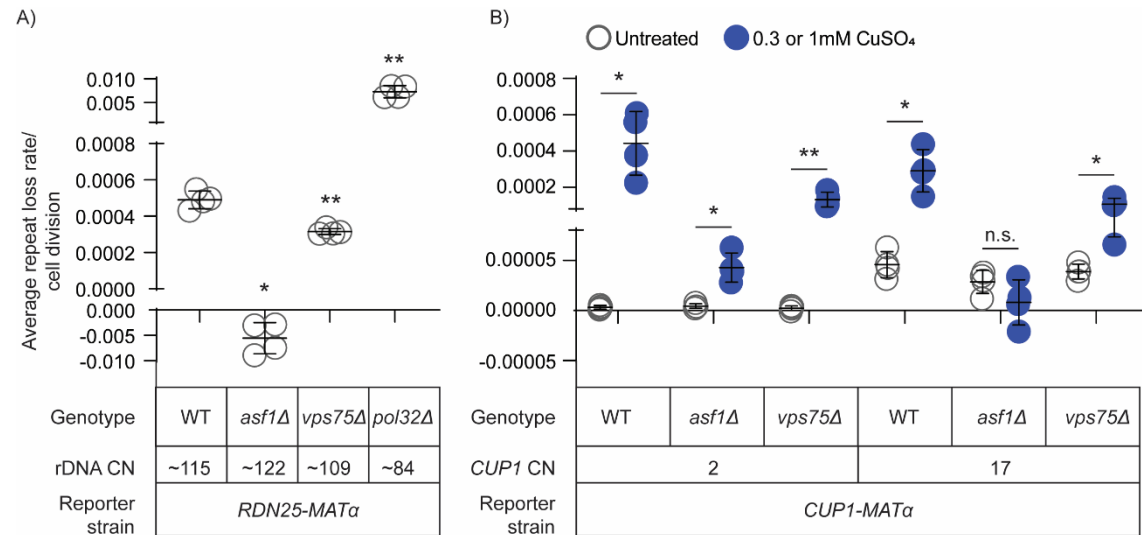 A)
B)
Untreated 0.3 or 1mM CuSO₄
Average repeat loss rate/
cell division
0.010
0.005
0.0008
0.0006
0.0004
0.0002
0.0000
0.000
-0.005
-0.010
*
**
**
0.0008
0.0006
0.0004
0.0002
0.00005
0.00000
-0.00005
*
*
**
*
n.s.
*
Genotype WT asf1Δ vps75Δ pol32Δ
rDNA CN ~115 ~122 ~109 ~84
Reporter
strain
RDN25-MATα
Genotype WT asf1Δ vps75Δ WT asf1Δ vps75Δ
CUP1 CN 2 17
Reporter
strain
CUP1-MATα